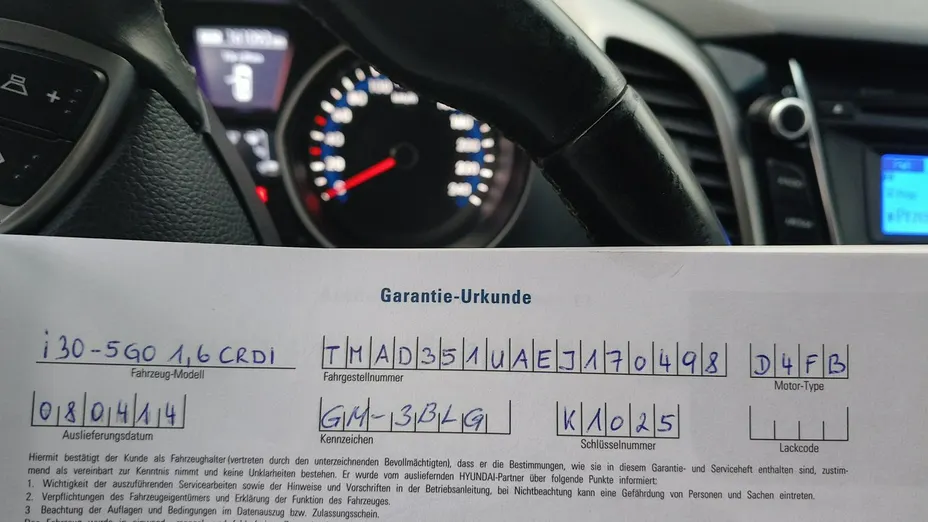 km/h
Garantie-Urkunde
i30-5GO 1,6 CRDi TMAD351UAEJ170498 D4FB
Fahrzeug-Modell Fahrgestellnummer Motor-Type
080414 GM-3BLG K1025
Auslieferungsdatum Kennzeichen Schlüsselnummer Lackcode
Hiermit bestätigt der Kunde als Fahrzeughalter (vertreten durch den unterzeichnenden Bevollmächtigten), dass er die Bestimmungen, wie sie in diesem Garantie- und Serviceheft enthalten sind, zustim-
mend als vereinbart zur Kenntnis nimmt und keine Unklarheiten bestehen. Er wurde vom ausliefernden HYUNDAI-Partner über folgende Punkte informiert:
1. Wichtigkeit der auszuführenden Servicearbeiten sowie der Hinweise und Vorschriften in der Betriebsanleitung, bei Nichtbeachtung kann eine Gefährdung von Personen und Sachen eintreten.
2. Verpflichtungen des Fahrzeugeigentümers und Erklärung der Funktion des Fahrzeuges.
3 Beachtung der Auflagen und Bedingungen im Datenauszug bzw. Zulassungsschein.